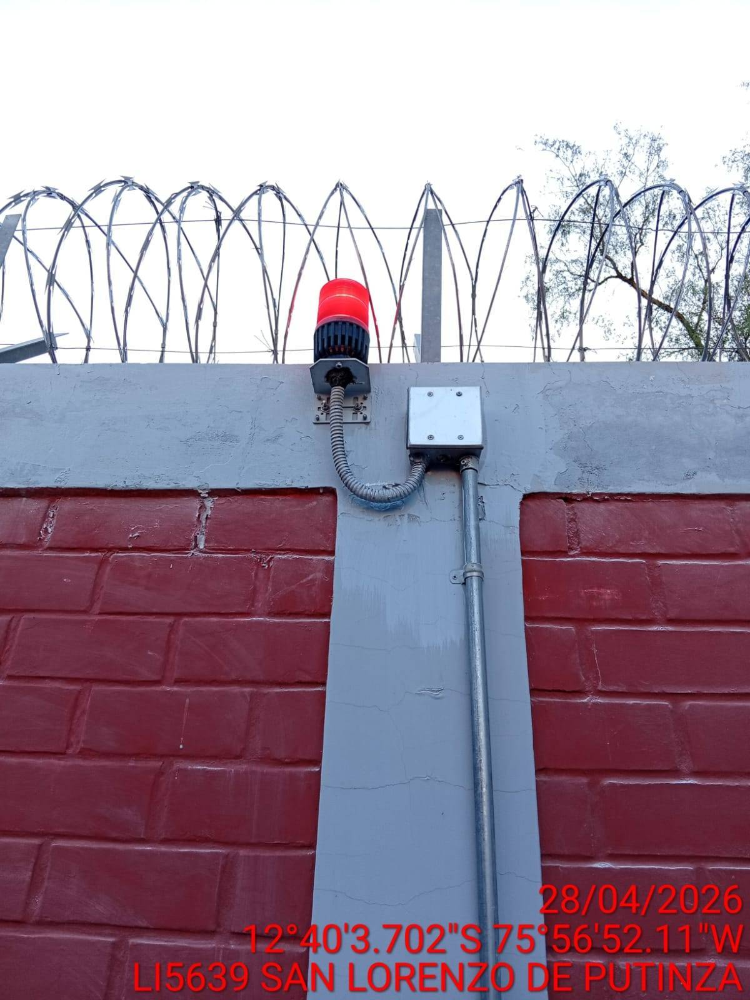 28/04/2026
12°40'3.702"S 75°56'52.11"W
LI5639 SAN LORENZO DE PUTINZA